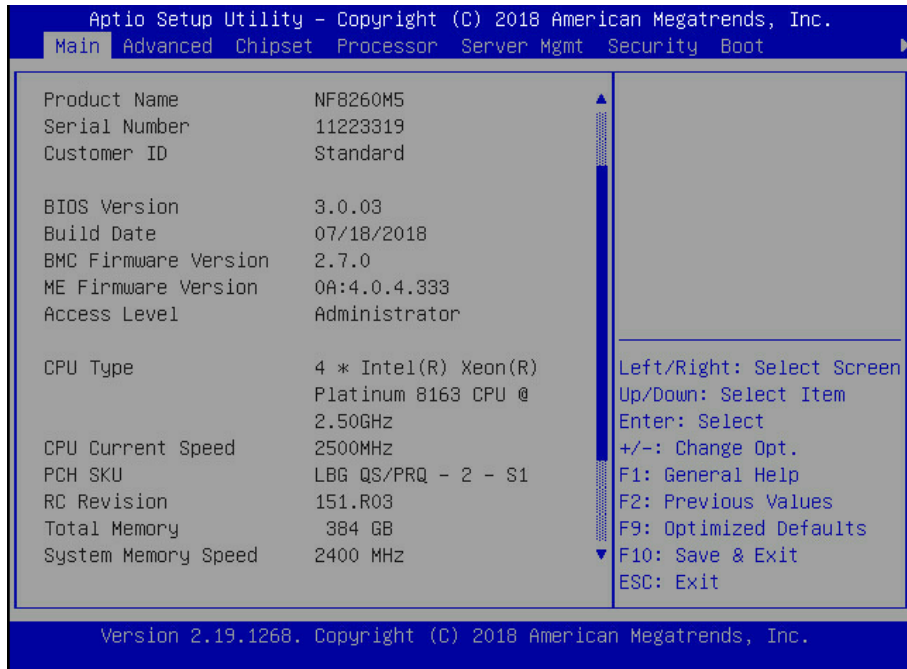 Aptio Setup Utility – Copyright (C) 2018 American Megatrends, Inc.
Main Advanced Chipset Processor Server Mgmt Security Boot
Product Name NF8260M5
Serial Number 11223319
Customer ID Standard
BIOS Version 3.0.03
Build Date 07/18/2018
BMC Firmware Version 2.7.0
ME Firmware Version 0A:4.0.4.333
Access Level Administrator
CPU Type 4 * Intel(R) Xeon(R)
Platinum 8163 CPU @
2.50GHz
CPU Current Speed 2500MHz
PCH SKU LBG QS/PRQ - 2 - S1
RC Revision 151.R03
Total Memory 384 GB
System Memory Speed 2400 MHz
Left/Right: Select Screen
Up/Down: Select Item
Enter: Select
+/-: Change Opt.
F1: General Help
F2: Previous Values
F9: Optimized Defaults
F10: Save & Exit
ESC: Exit
Version 2.19.1268. Copyright (C) 2018 American Megatrends, Inc.